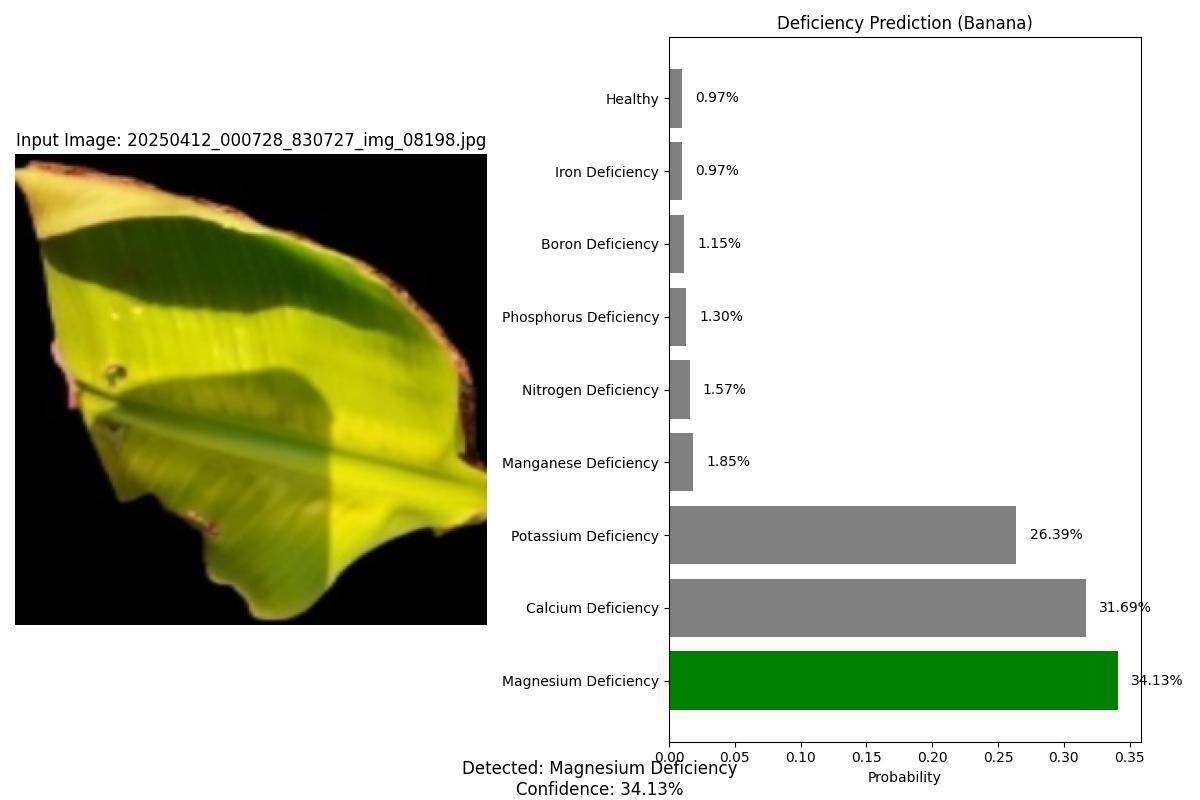 Deficiency Prediction (Banana)
Input Image: 20250412_000728_830727_img_08198.jpg
Healthy 0.97%
Iron Deficiency 0.97%
Boron Deficiency 1.15%
Phosphorus Deficiency 1.30%
Nitrogen Deficiency 1.57%
Manganese Deficiency 1.85%
Potassium Deficiency 26.39%
Calcium Deficiency 31.69%
Magnesium Deficiency 34.13%
0.00 0.05 0.10 0.15 0.20 0.25 0.30 0.35
Probability
Detected: Magnesium Deficiency
Confidence: 34.13%